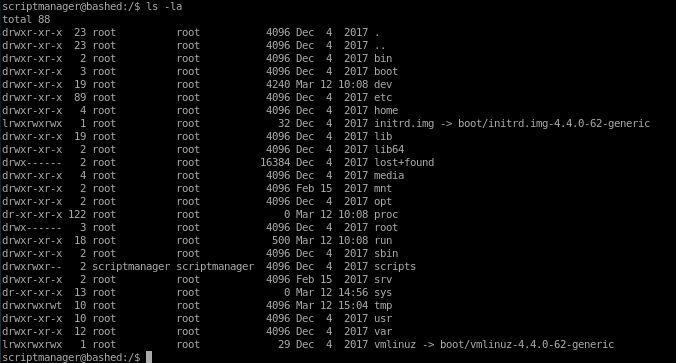 scriptmanager@bashed:/$ ls -la
total 88
drwxr-xr-x  23 root          root           4096 Dec  4  2017 .
drwxr-xr-x  23 root          root           4096 Dec  4  2017 ..
drwxr-xr-x   2 root          root           4096 Dec  4  2017 bin
drwxr-xr-x   3 root          root           4096 Dec  4  2017 boot
drwxr-xr-x  19 root          root           4240 Mar 12 10:08 dev
drwxr-xr-x  89 root          root           4096 Dec  4  2017 etc
drwxr-xr-x   4 root          root           4096 Dec  4  2017 home
lrwxrwxrwx   1 root          root             32 Dec  4  2017 initrd.img -> boot/initrd.img-4.4.0-62-generic
drwxr-xr-x  19 root          root           4096 Dec  4  2017 lib
drwxr-xr-x   2 root          root           4096 Dec  4  2017 lib64
drwx------   2 root          root          16384 Dec  4  2017 lost+found
drwxr-xr-x   4 root          root           4096 Dec  4  2017 media
drwxr-xr-x   2 root          root           4096 Feb 15  2017 mnt
drwxr-xr-x   2 root          root           4096 Dec  4  2017 opt
dr-xr-xr-x 122 root          root              0 Mar 12 10:08 proc
drwx------   3 root          root           4096 Dec  4  2017 root
drwxr-xr-x  18 root          root            500 Mar 12 10:08 run
drwxr-xr-x   2 root          root           4096 Dec  4  2017 sbin
drwxrwxr--   2 scriptmanager scriptmanager  4096 Dec  4  2017 scripts
drwxr-xr-x   2 root          root           4096 Feb 15  2017 srv
dr-xr-xr-x  13 root          root              0 Mar 12 14:56 sys
drwxrwxrwt  10 root          root           4096 Mar 12 15:04 tmp
drwxr-xr-x  10 root          root           4096 Dec  4  2017 usr
drwxr-xr-x  12 root          root           4096 Dec  4  2017 var
lrwxrwxrwx   1 root          root             29 Dec  4  2017 vmlinuz -> boot/vmlinuz-4.4.0-62-generic
scriptmanager@bashed:/$